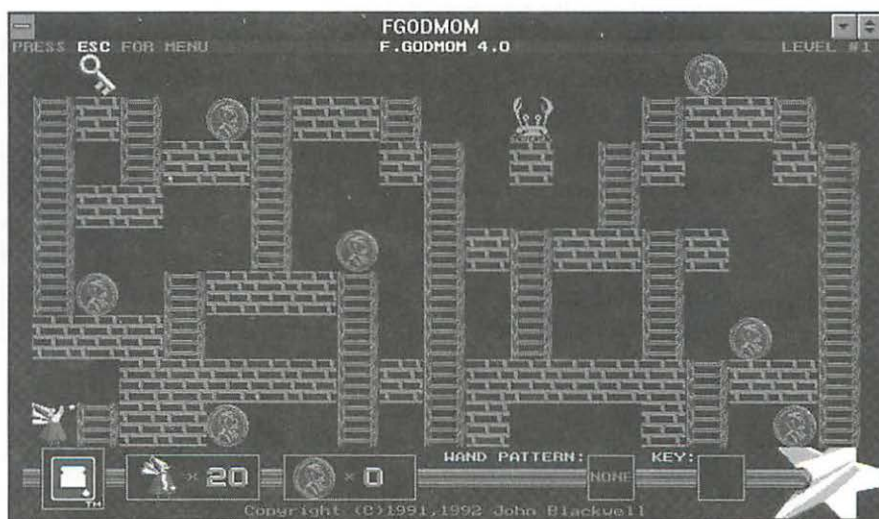 FGODMOM
PRESS ESC FOR MENU F.GODMOM 4.0 LEVEL #1
WAND PATTERN: KEY:
× 20 × 0 NONE
TM
Copyright (C)1991,1992 John Blackwell